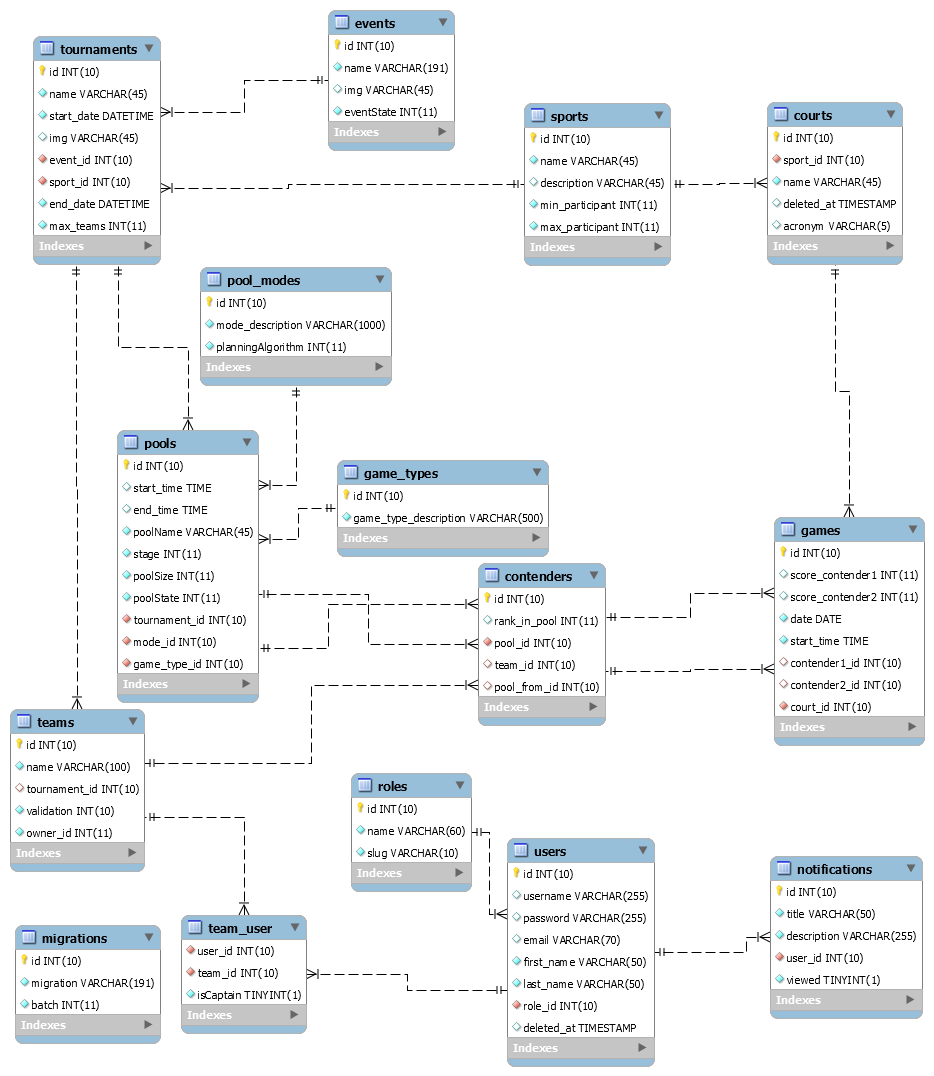 events
id INT(10)
name VARCHAR(191)
img VARCHAR(45)
eventState INT(11)
Indexes
tournaments
id INT(10)
name VARCHAR(45)
start_date DATETIME
img VARCHAR(45)
event_id INT(10)
sport_id INT(10)
end_date DATETIME
max_teams INT(11)
Indexes
sports
id INT(10)
name VARCHAR(45)
description VARCHAR(45)
min_participant INT(11)
max_participant INT(11)
Indexes
courts
id INT(10)
sport_id INT(10)
name VARCHAR(45)
deleted_at TIMESTAMP
acronym VARCHAR(5)
Indexes
pool_modes
id INT(10)
mode_description VARCHAR(1000)
planningAlgorithm INT(11)
Indexes
pools
id INT(10)
start_time TIME
end_time TIME
poolName VARCHAR(45)
stage INT(11)
poolSize INT(11)
poolState INT(11)
tournament_id INT(10)
mode_id INT(10)
game_type_id INT(10)
Indexes
game_types
id INT(10)
game_type_description VARCHAR(500)
Indexes
contenders
id INT(10)
rank_in_pool INT(11)
pool_id INT(10)
team_id INT(10)
pool_from_id INT(10)
Indexes
games
id INT(10)
score_contender1 INT(11)
score_contender2 INT(11)
date DATE
start_time TIME
contender1_id INT(10)
contender2_id INT(10)
court_id INT(10)
Indexes
teams
id INT(10)
name VARCHAR(100)
tournament_id INT(10)
validation INT(10)
owner_id INT(11)
Indexes
roles
id INT(10)
name VARCHAR(60)
slug VARCHAR(10)
Indexes
users
id INT(10)
username VARCHAR(255)
password VARCHAR(255)
email VARCHAR(70)
first_name VARCHAR(50)
last_name VARCHAR(50)
role_id INT(10)
deleted_at TIMESTAMP
Indexes
notifications
id INT(10)
title VARCHAR(50)
description VARCHAR(255)
user_id INT(10)
viewed TINYINT(1)
Indexes
migrations
id INT(10)
migration VARCHAR(191)
batch INT(11)
Indexes
team_user
user_id INT(10)
team_id INT(10)
isCaptain TINYINT(1)
Indexes